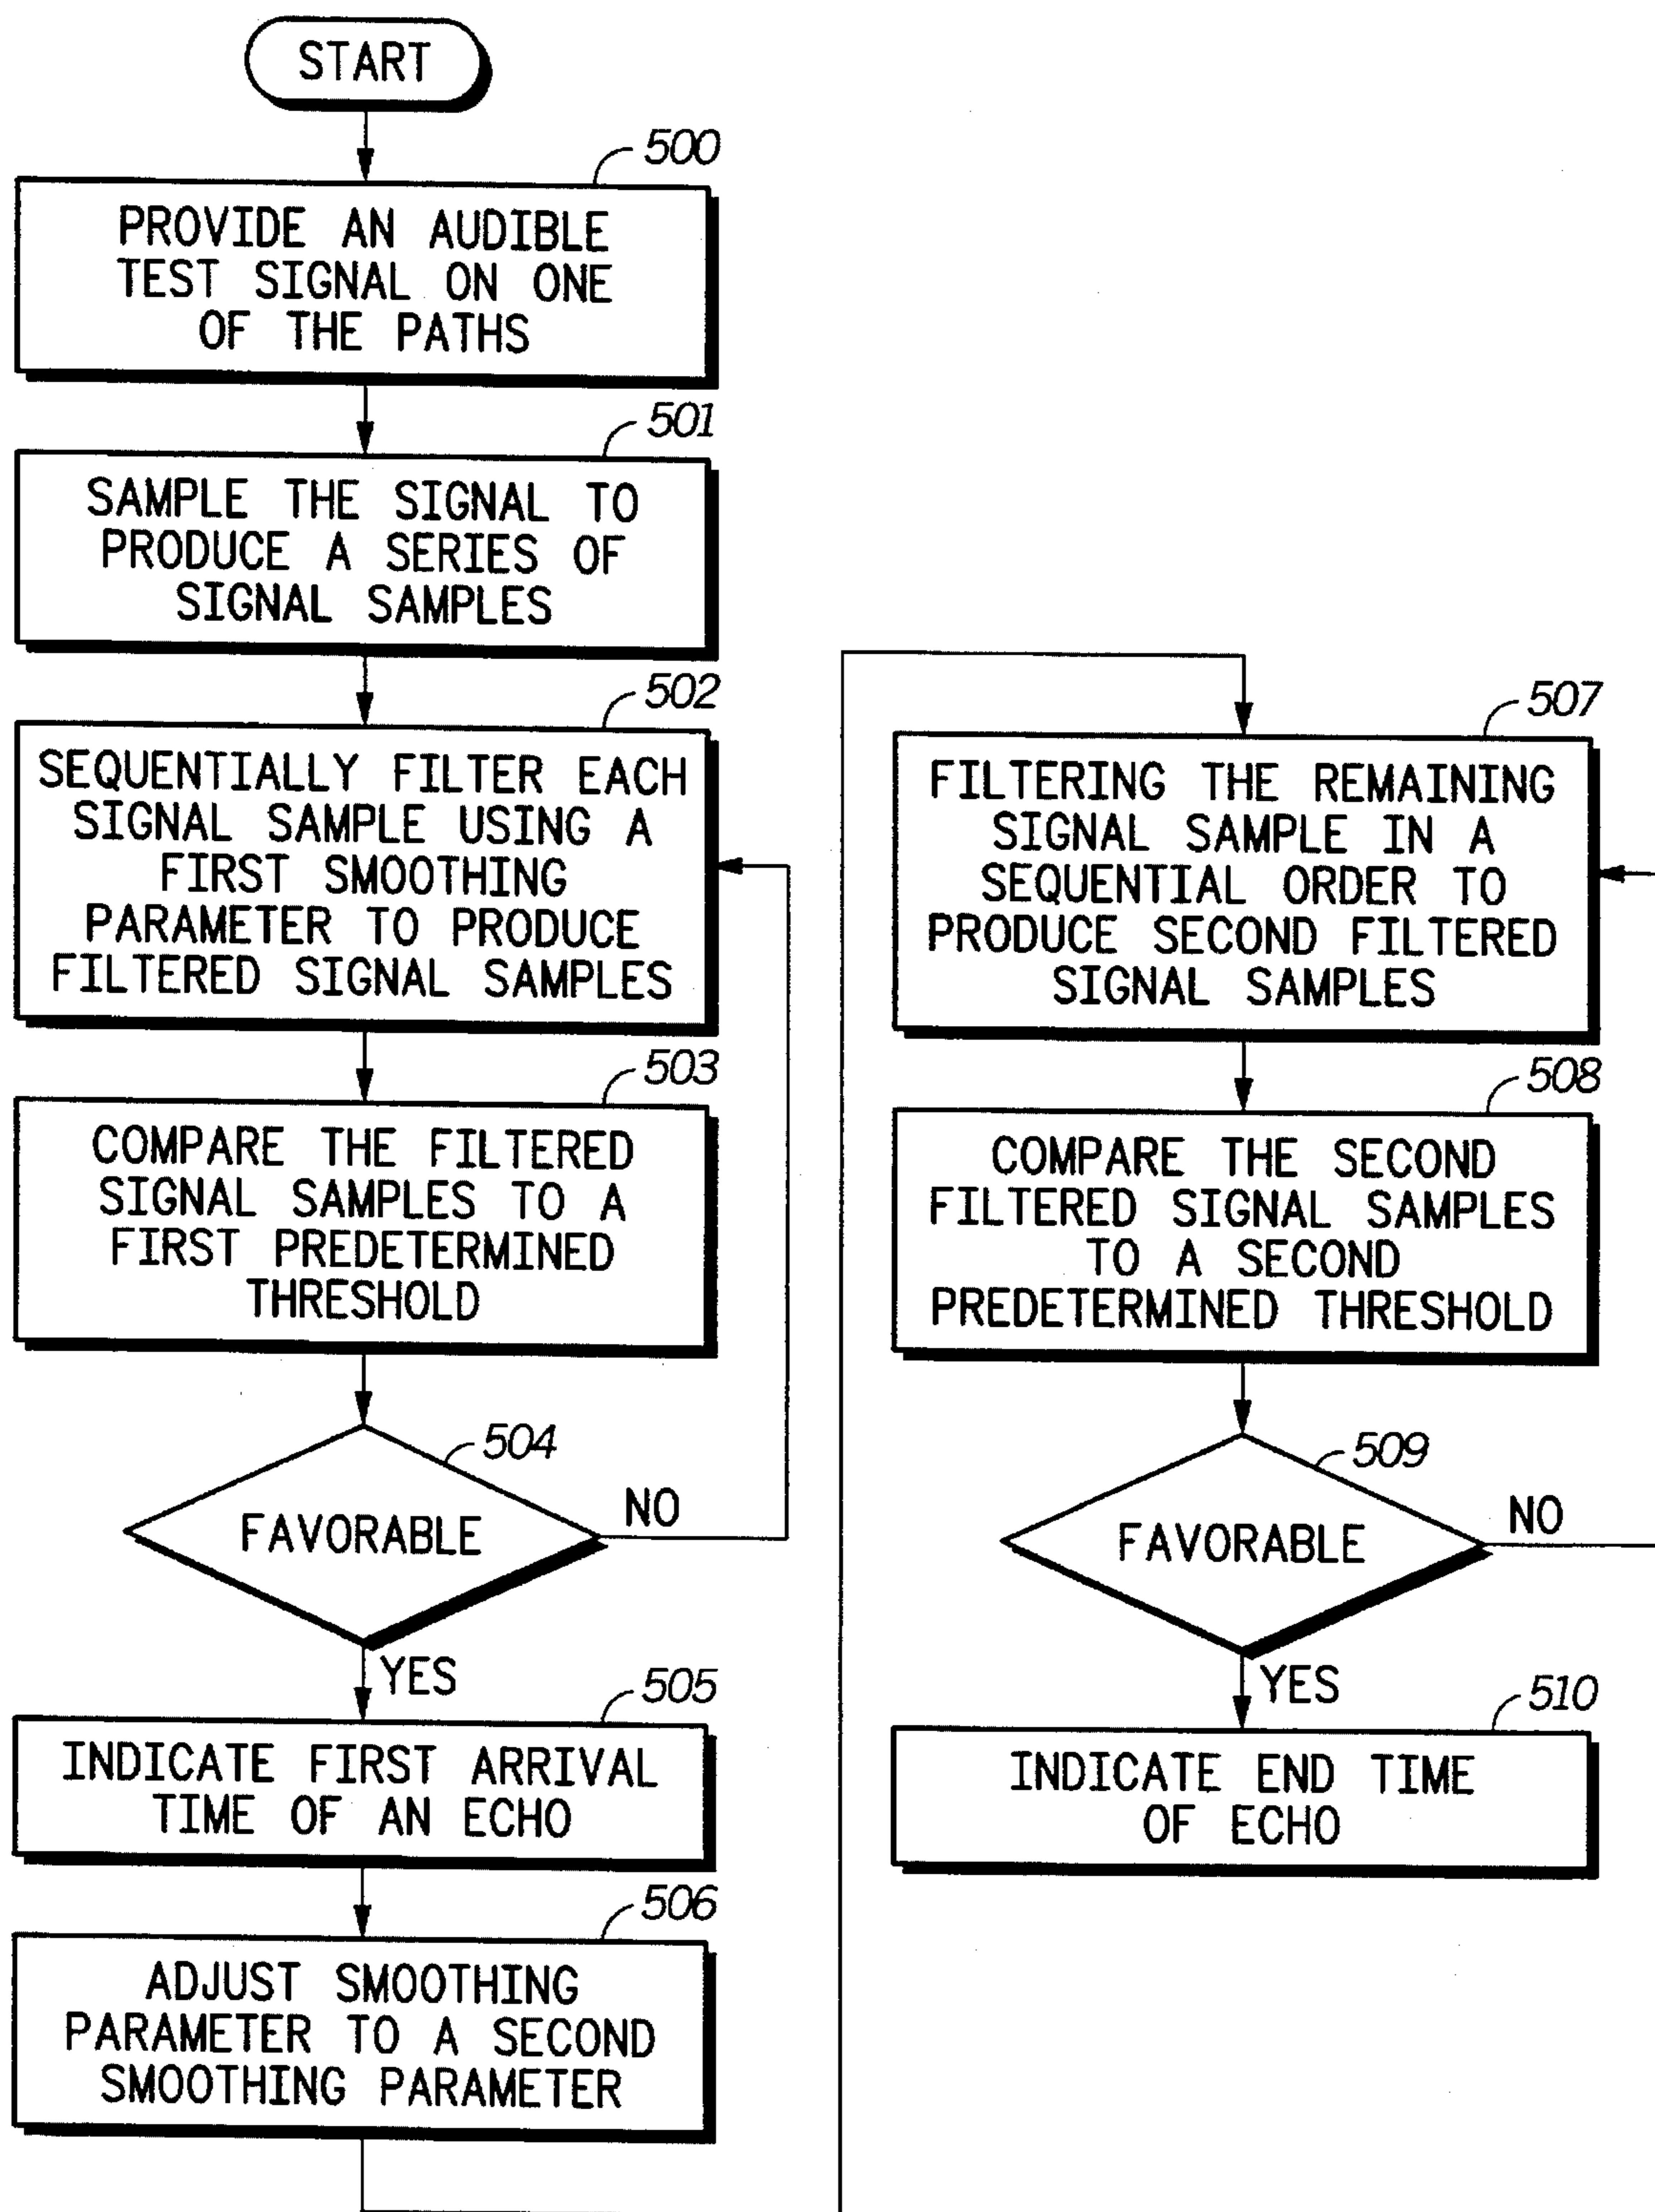 START
500
PROVIDE AN AUDIBLE
TEST SIGNAL ON ONE
OF THE PATHS
501
SAMPLE THE SIGNAL TO
PRODUCE A SERIES OF
SIGNAL SAMPLES
502
SEQUENTIALLY FILTER EACH
SIGNAL SAMPLE USING A
FIRST SMOOTHING
PARAMETER TO PRODUCE
FILTERED SIGNAL SAMPLES
503
COMPARE THE FILTERED
SIGNAL SAMPLES TO A
FIRST PREDETERMINED
THRESHOLD
504
FAVORABLE
NO
YES
505
INDICATE FIRST ARRIVAL
TIME OF AN ECHO
506
ADJUST SMOOTHING
PARAMETER TO A SECOND
SMOOTHING PARAMETER
507
FILTERING THE REMAINING
SIGNAL SAMPLE IN A
SEQUENTIAL ORDER TO
PRODUCE SECOND FILTERED
SIGNAL SAMPLES
508
COMPARE THE SECOND
FILTERED SIGNAL SAMPLES
TO A SECOND
PREDETERMINED THRESHOLD
509
FAVORABLE
NO
YES
510
INDICATE END TIME
OF ECHO